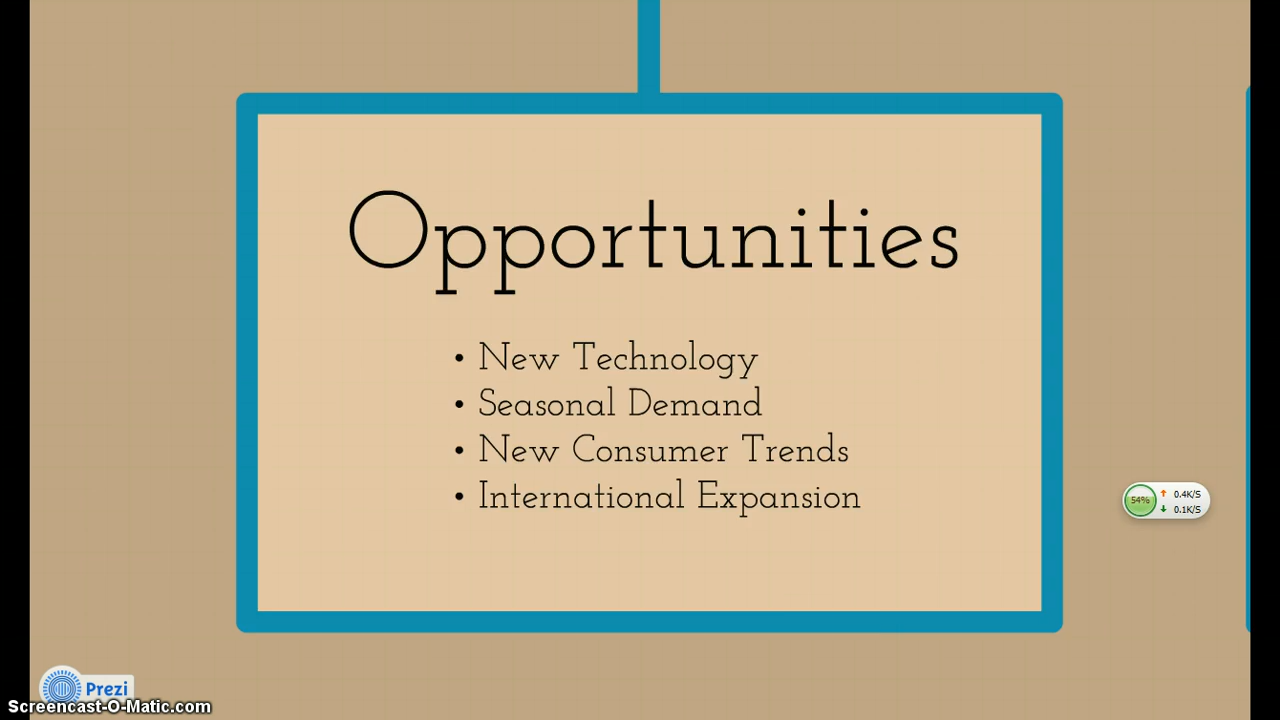 Opportunities
• New Technology
• Seasonal Demand
• New Consumer Trends
• International Expansion
54%
0.4K/S
0.1K/S
Prezi
Screencast-O-Matic.com